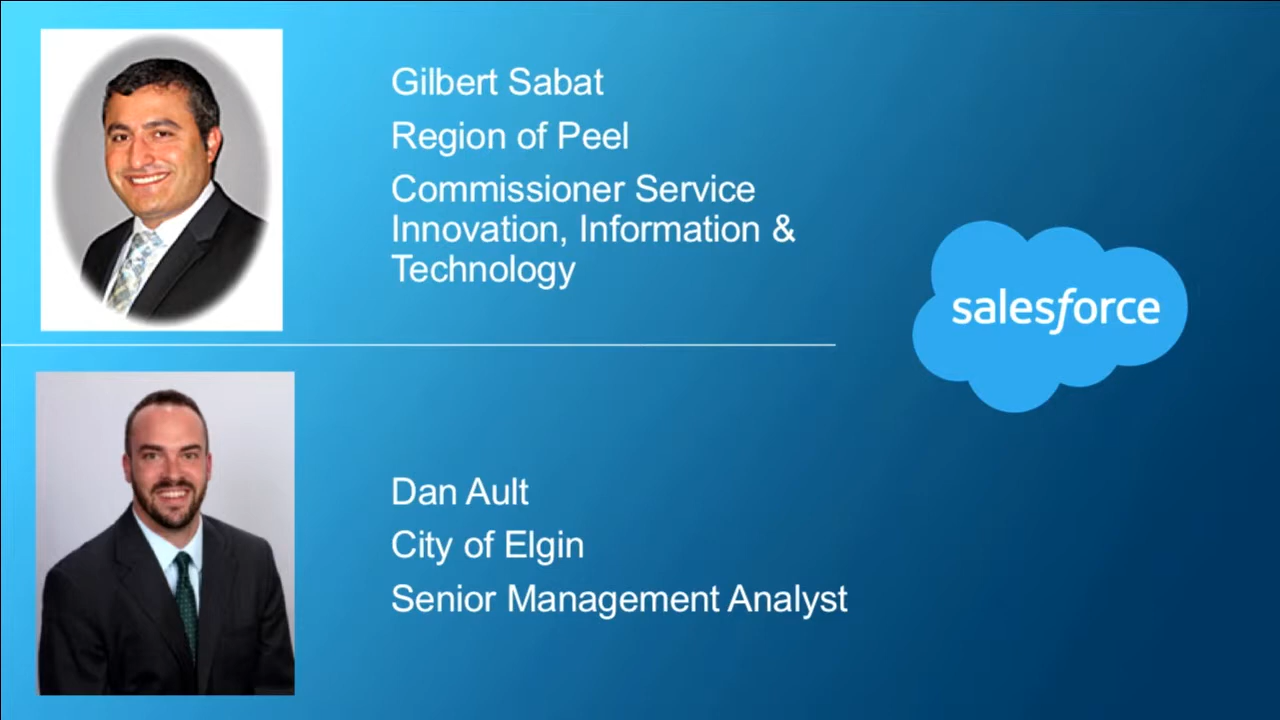 Gilbert Sabat
Region of Peel
Commissioner Service
Innovation, Information &
Technology
salesforce
Dan Ault
City of Elgin
Senior Management Analyst